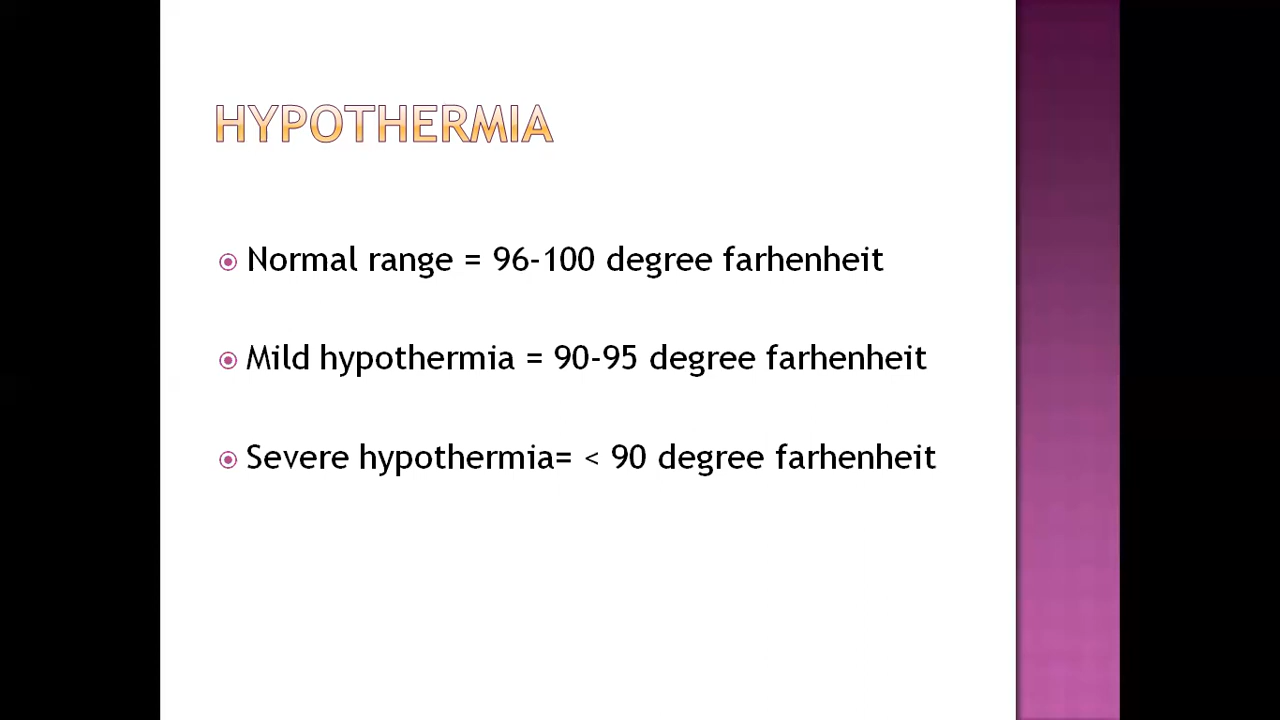 HYPOTHERMIA
Normal range = 96-100 degree farhenheit
Mild hypothermia = 90-95 degree farhenheit
Severe hypothermia= < 90 degree farhenheit